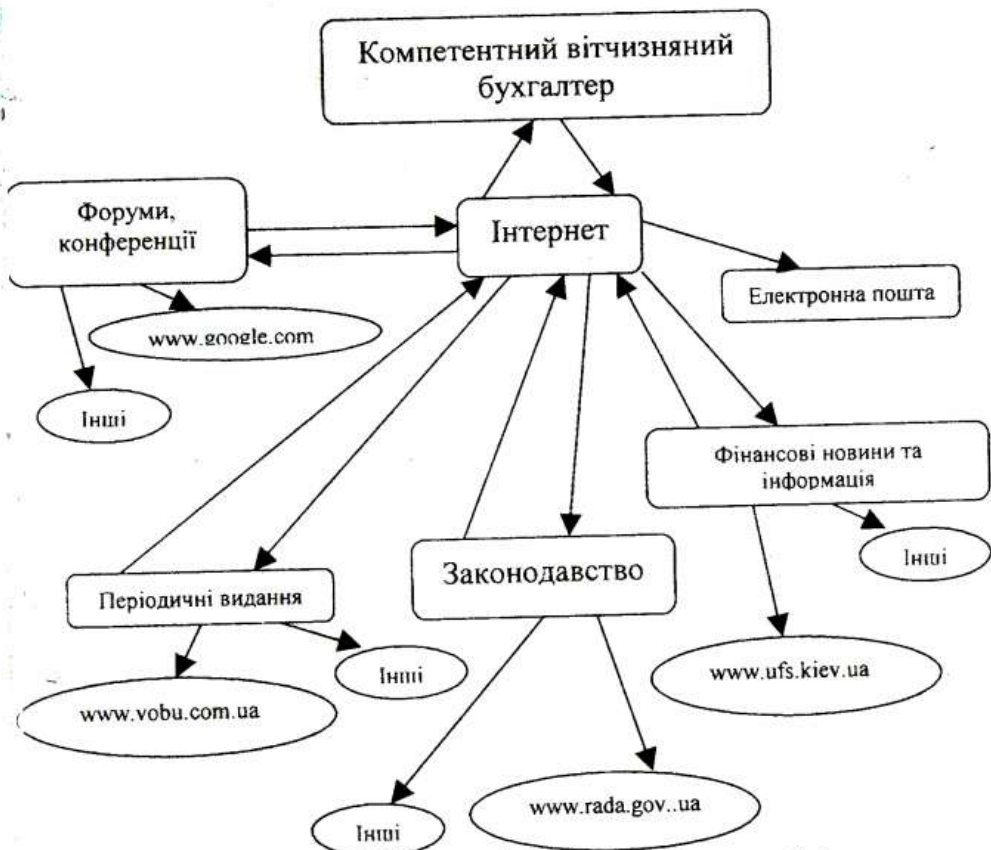 Компетентний вітчизняний
бухгалтер
Форуми,
конференції
Інтернет
Електронна пошта
www.google.com
Інші
Фінансові новини та
інформація
Інші
Законодавство
Періодичні видання
Інші
www.ufs.kiev.ua
www.vobu.com.ua
www.rada.gov..ua
Інші